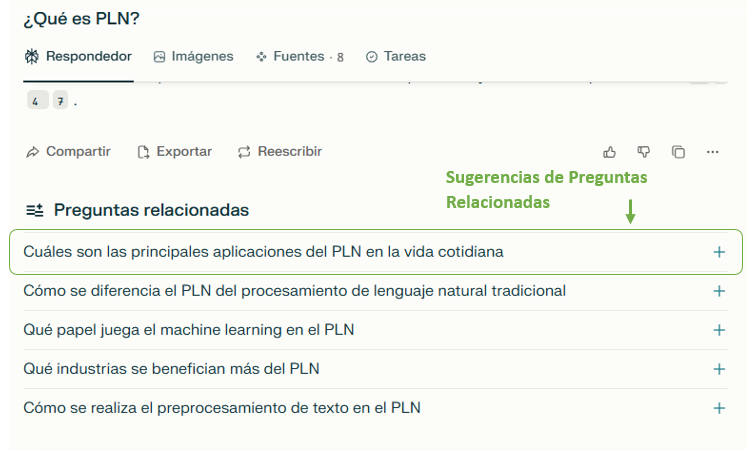 ¿Qué es PLN?
Respondedor Imágenes Fuentes · 8 Tareas
4 7 .
Compartir Exportar Reescribir
Sugerencias de Preguntas
Relacionadas
Preguntas relacionadas
Cuáles son las principales aplicaciones del PLN en la vida cotidiana
Cómo se diferencia el PLN del procesamiento de lenguaje natural tradicional
Qué papel juega el machine learning en el PLN
Qué industrias se benefician más del PLN
Cómo se realiza el preprocesamiento de texto en el PLN